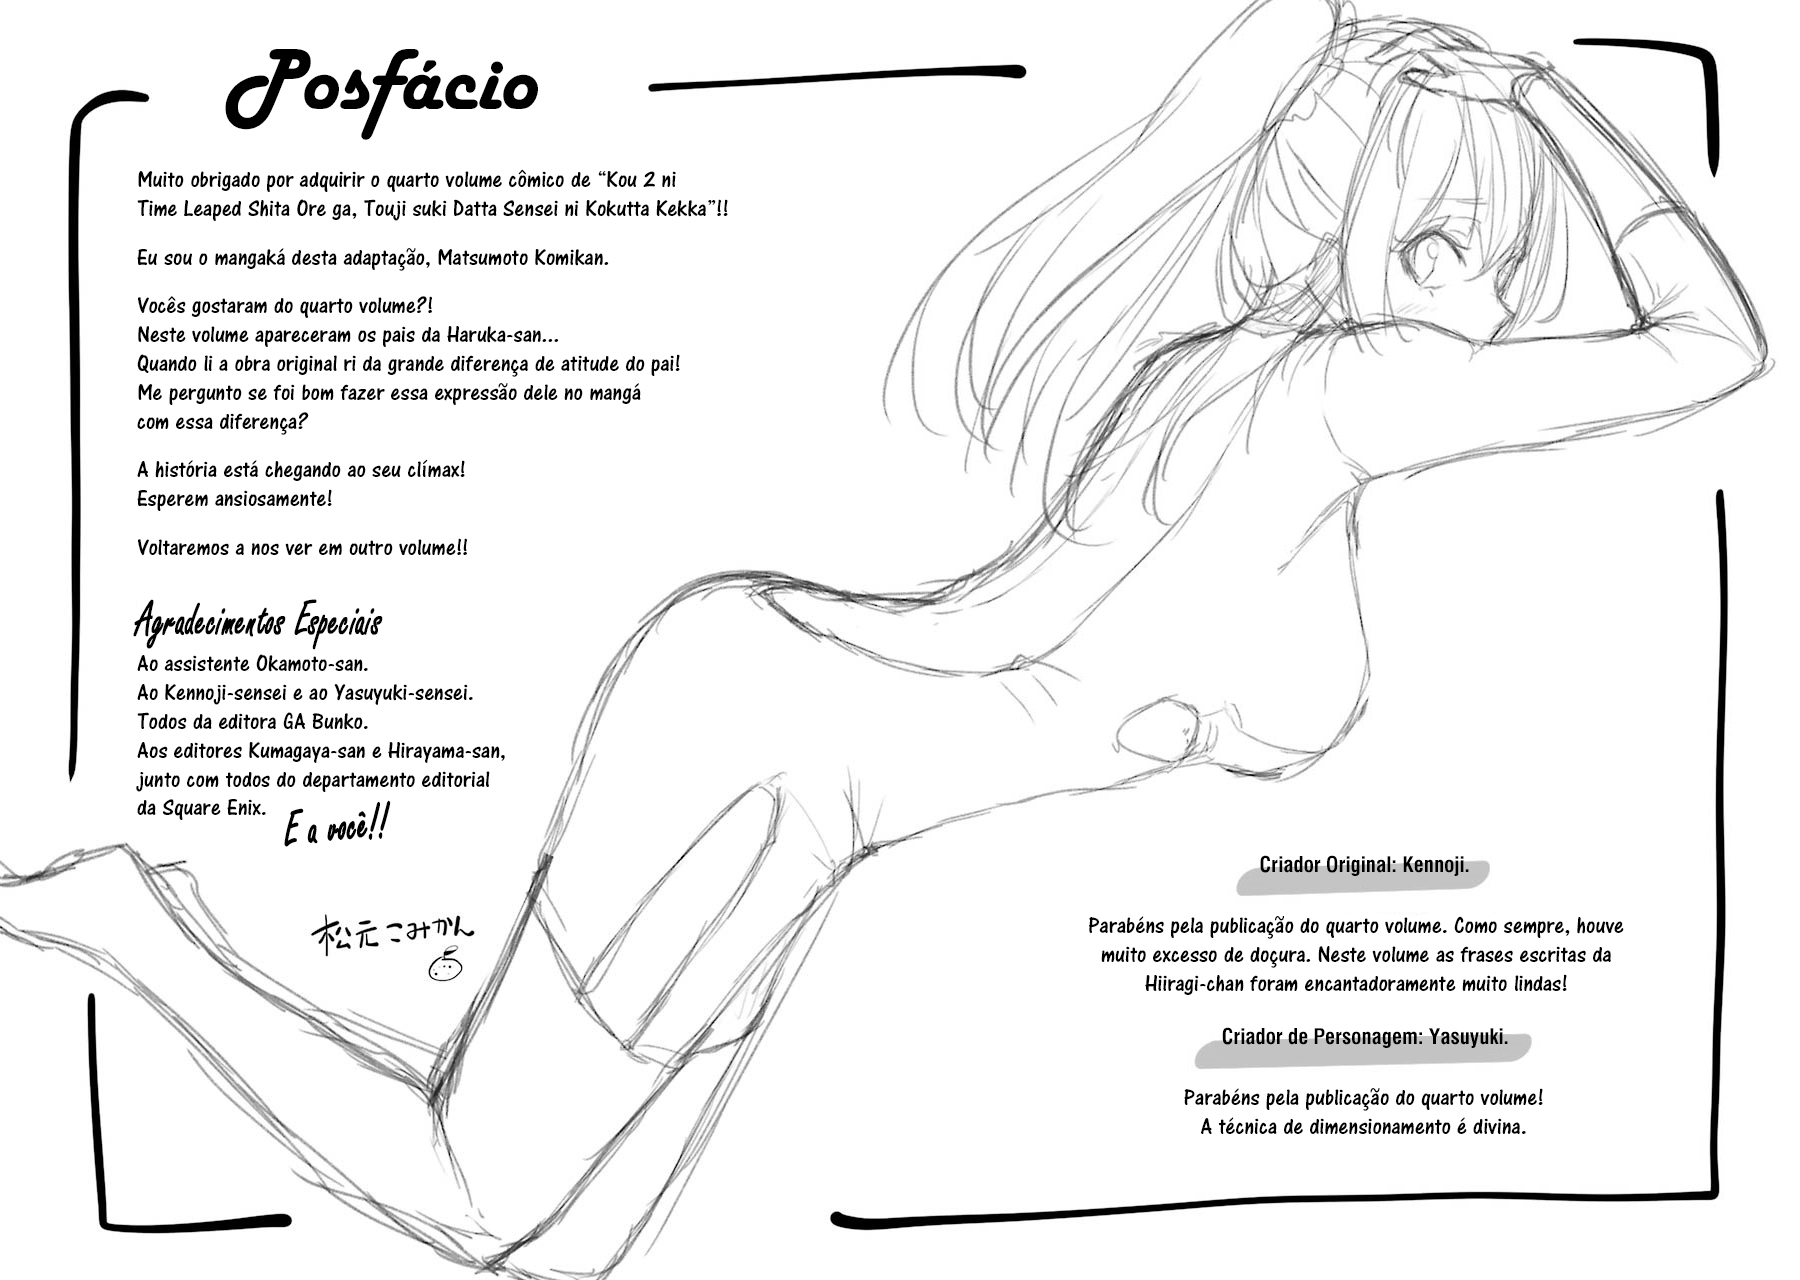 Posfácio
Muito obrigado por adquirir o quarto volume cômico de “Kou 2 ni
Time Leaped Shita Ore ga, Touji suki Datta Sensei ni Kokutta Kekka”!!
Eu sou o mangaká desta adaptação, Matsumoto Komikan.
Vocês gostaram do quarto volume?!
Neste volume apareceram os pais da Haruka-san...
Quando li a obra original ri da grande diferença de atitude do pai!
Me pergunto se foi bom fazer essa expressão dele no mangá
com essa diferença?
A história está chegando ao seu clímax!
Esperem ansiosamente!
Voltaremos a nos ver em outro volume!!
Agradecimentos Especiais
Ao assistente Okamoto-san.
Ao Kennoji-sensei e ao Yasuyuki-sensei.
Todos da editora GA Bunko.
Aos editores Kumagaya-san e Hirayama-san,
junto com todos do departamento editorial
da Square Enix.
E a você!!
松元こみかん
Criador Original: Kennoji.
Parabéns pela publicação do quarto volume. Como sempre, houve
muito excesso de doçura. Neste volume as frases escritas da
Hiiragi-chan foram encantadoramente muito lindas!
Criador de Personagem: Yasuyuki.
Parabéns pela publicação do quarto volume!
A técnica de dimensionamento é divina.